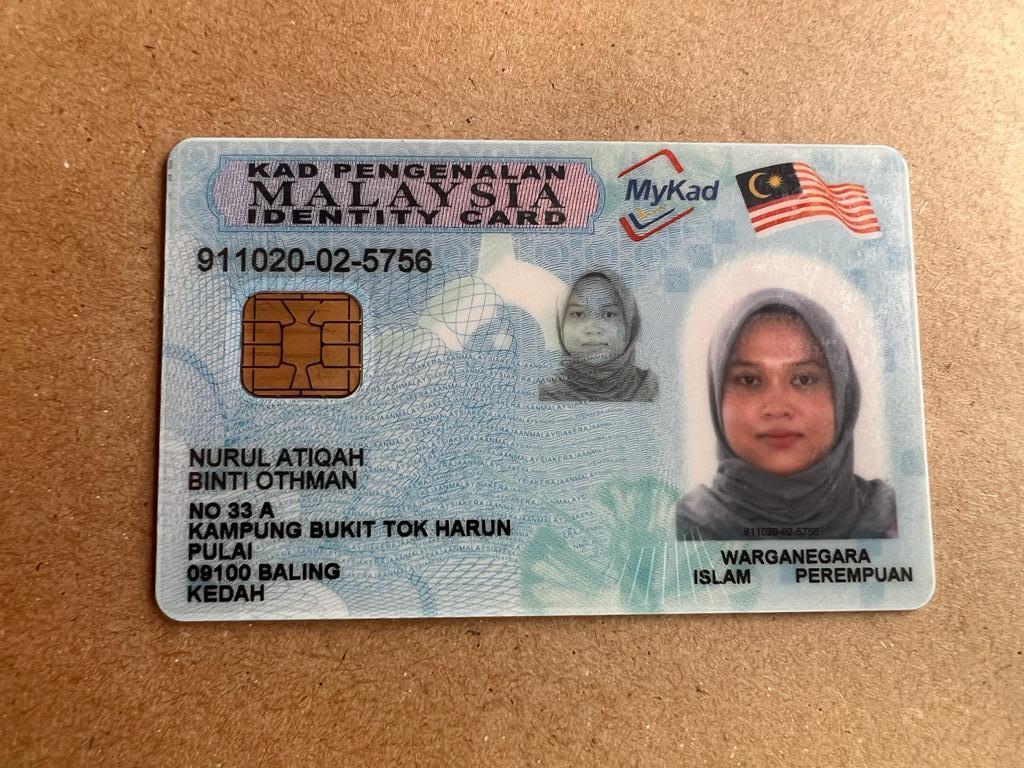 KAD PENGENALAN
MALAYSIA
IDENTITY CARD
MyKad
911020-02-5756
NURUL ATIQAH
BINTI OTHMAN
NO 33 A
KAMPUNG BUKIT TOK HARUN
PULAI
09100 BALING
KEDAH
911020-02-5756
WARGANEGARA
ISLAM PEREMPUAN